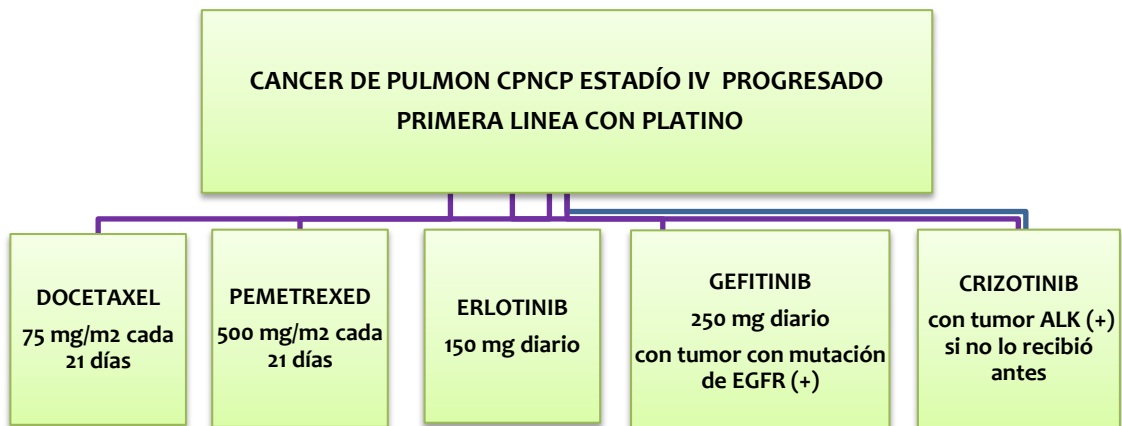 CANCER DE PULMON CPNCP ESTADÍO IV PROGRESADO
PRIMERA LINEA CON PLATINO
DOCETAXEL
75 mg/m2 cada
21 días
PEMETREXED
500 mg/m2 cada
21 días
ERLOTINIB
150 mg diario
GEFITINIB
250 mg diario
con tumor con mutación
de EGFR (+)
CRIZOTINIB
con tumor ALK (+)
si no lo recibió
antes